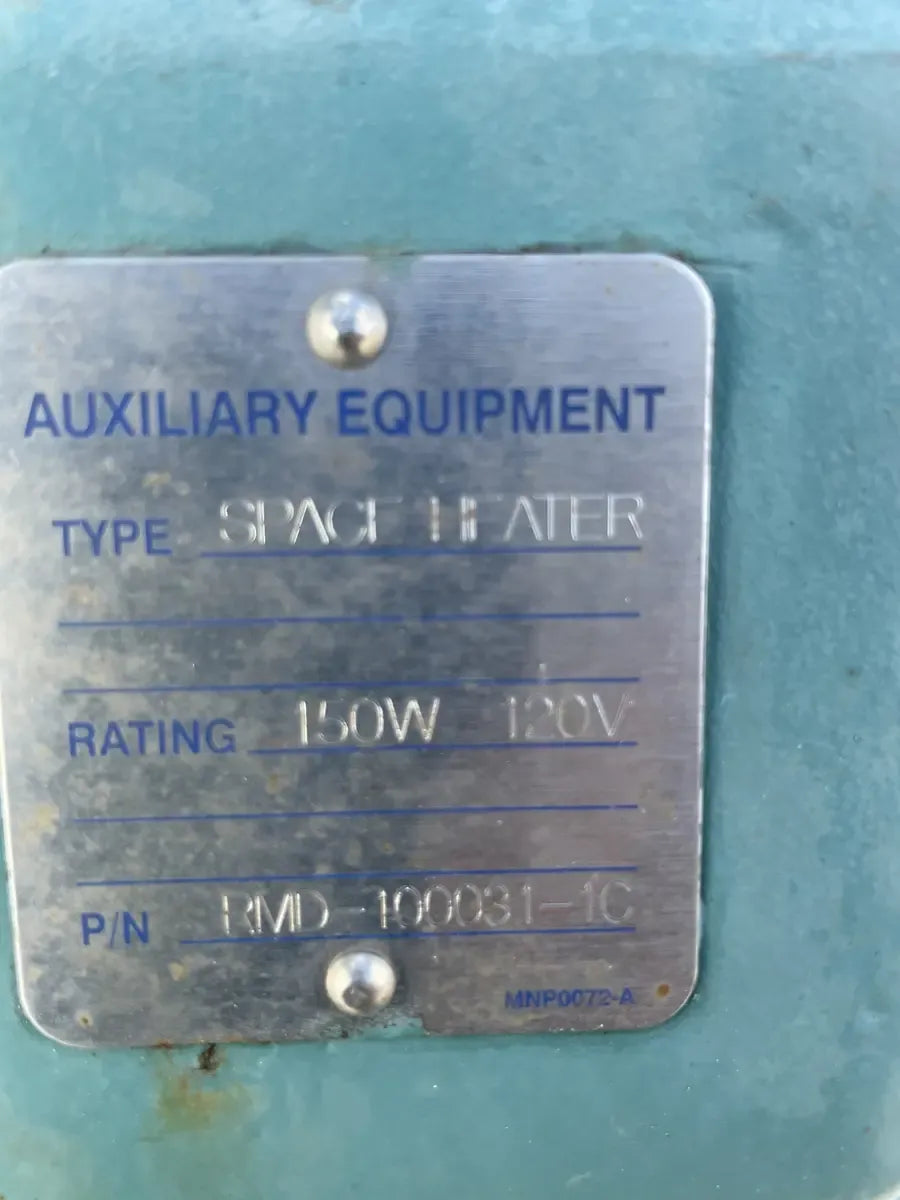 AUXILIARY EQUIPMENT
TYPE SPACE HEATER
RATING 150W 120V
P/N RMD-100031-1C
MNP0072-A